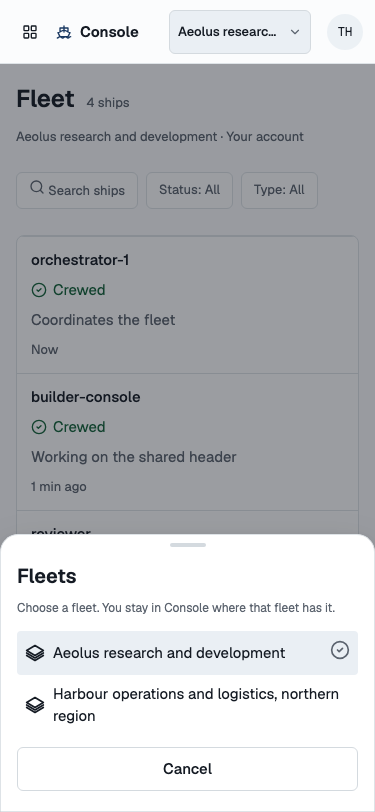 Console
Aeolus researc...
TH
Fleet 4 ships
Aeolus research and development · Your account
Search ships
Status: All
Type: All
orchestrator-1
Crewed
Coordinates the fleet
Now
builder-console
Crewed
Working on the shared header
1 min ago
reviewer
Fleets
Choose a fleet. You stay in Console where that fleet has it.
Aeolus research and development
Harbour operations and logistics, northern
region
Cancel